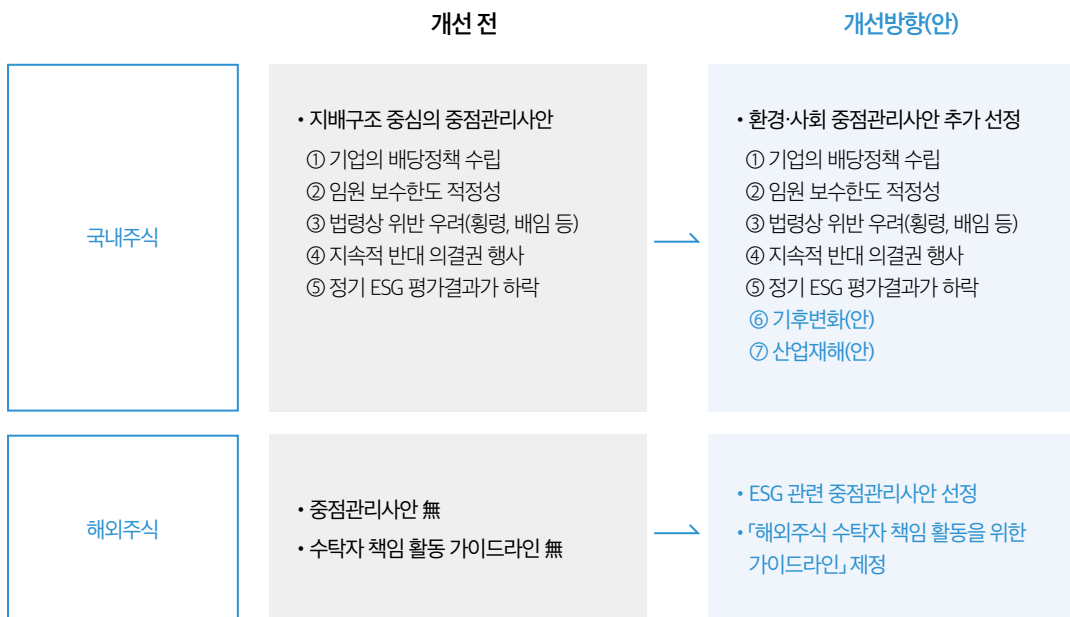 개선 전
개선방향(안)
국내주식
• 지배구조 중심의 중점관리사안
① 기업의 배당정책 수립
② 임원 보수한도 적정성
③ 법령상 위반 우려(횡령, 배임 등)
④ 지속적 반대 의결권 행사
⑤ 정기 ESG 평가결과가 하락
• 환경·사회 중점관리사안 추가 선정
① 기업의 배당정책 수립
② 임원 보수한도 적정성
③ 법령상 위반 우려(횡령, 배임 등)
④ 지속적 반대 의결권 행사
⑤ 정기 ESG 평가결과가 하락
⑥ 기후변화(안)
⑦ 산업재해(안)
해외주식
• 중점관리사안 無
• 수탁자 책임 활동 가이드라인 無
• ESG 관련 중점관리사안 선정
• 「해외주식 수탁자 책임 활동을 위한
가이드라인」 제정